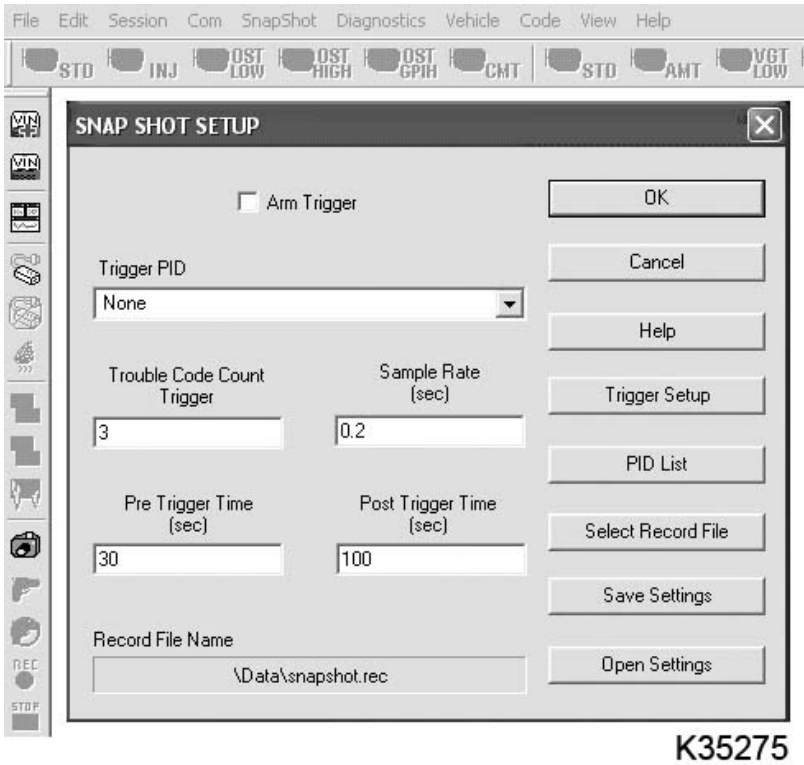 File Edit Session Com SnapShot Diagnostics Vehicle Code View Help
STD INJ OST LOW OST HIGH OST GPIH CMT STD AMT VGT LOW
VIN
VIN
SNAP SHOT SETUP
Arm Trigger
OK
Trigger PID
Cancel
None
Help
Trouble Code Count
Trigger
Sample Rate
(sec)
Trigger Setup
3
0.2
PID List
Pre Trigger Time
(sec)
Post Trigger Time
(sec)
Select Record File
30
100
Save Settings
Record File Name
\Data\snapshot.rec
Open Settings
REC
STOP
K35275